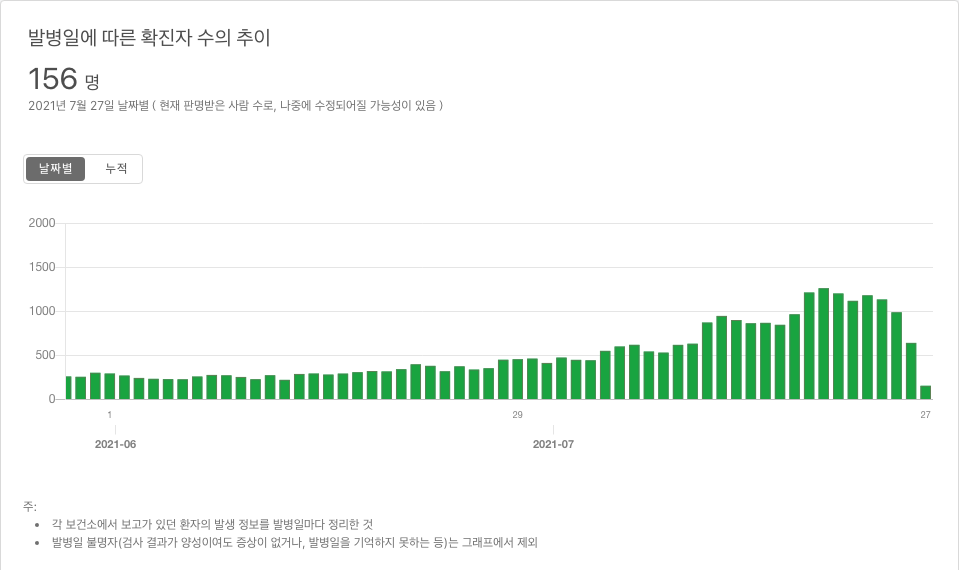 발병일에 따른 확진자 수의 추이
156 명
2021년 7월 27일 날짜별 ( 현재 판명받은 사람 수로, 나중에 수정되어질 가능성이 있음 )
날짜별 누적
2000
1500
1000
500
0
1 29 27
2021-06 2021-07
주:
• 각 보건소에서 보고가 있던 환자의 발생 정보를 발병일마다 정리한 것
• 발병일 불명자(검사 결과가 양성이여도 증상이 없거나, 발병일을 기억하지 못하는 등)는 그래프에서 제외